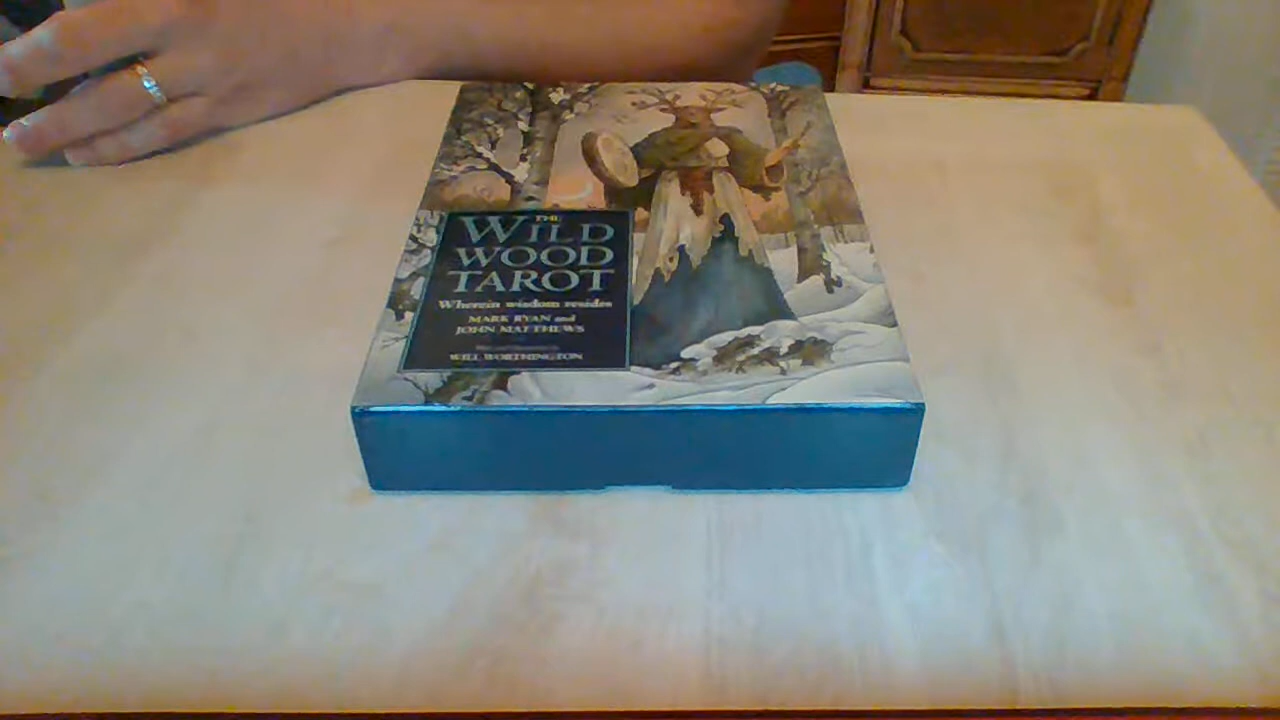 THE
WILD
WOOD
TAROT
Wherein wisdom resides
MARK RYAN and
JOHN MATTHEWS
WILL WORTHINGTON